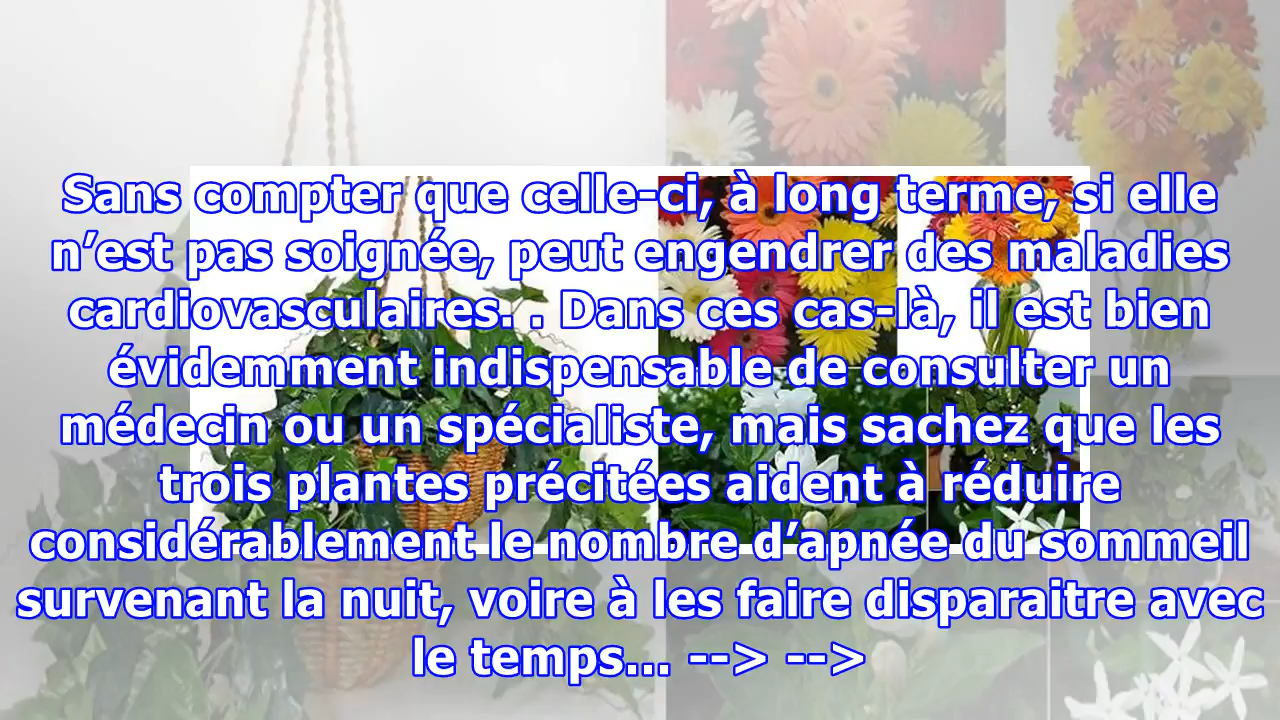 Sans compter que celle-ci, à long terme, si elle
n’est pas soignée, peut engendrer des maladies
cardiovasculaires. . Dans ces cas-là, il est bien
évidemment indispensable de consulter un
médecin ou un spécialiste, mais sachez que les
trois plantes précitées aident à réduire
considérablement le nombre d’apnée du sommeil
survenant la nuit, voire à les faire disparaitre avec
le temps... --> -->